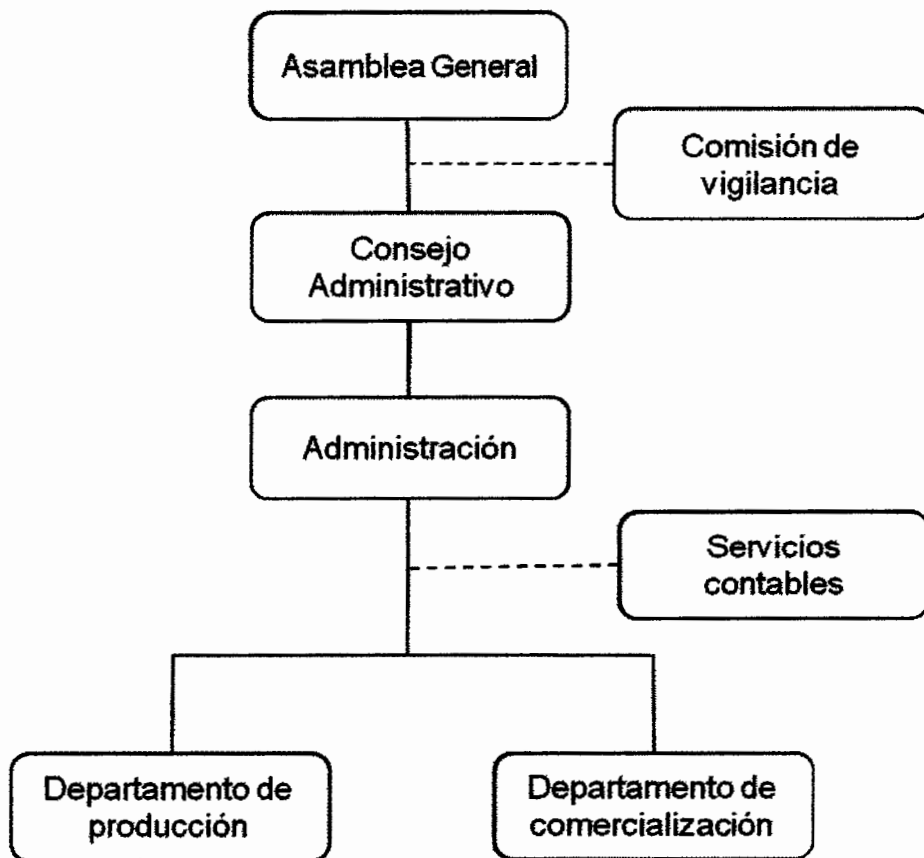 Asamblea General
Comisión de
vigilancia
Consejo
Administrativo
Administración
Servicios
contables
Departamento de
producción
Departamento de
comercialización